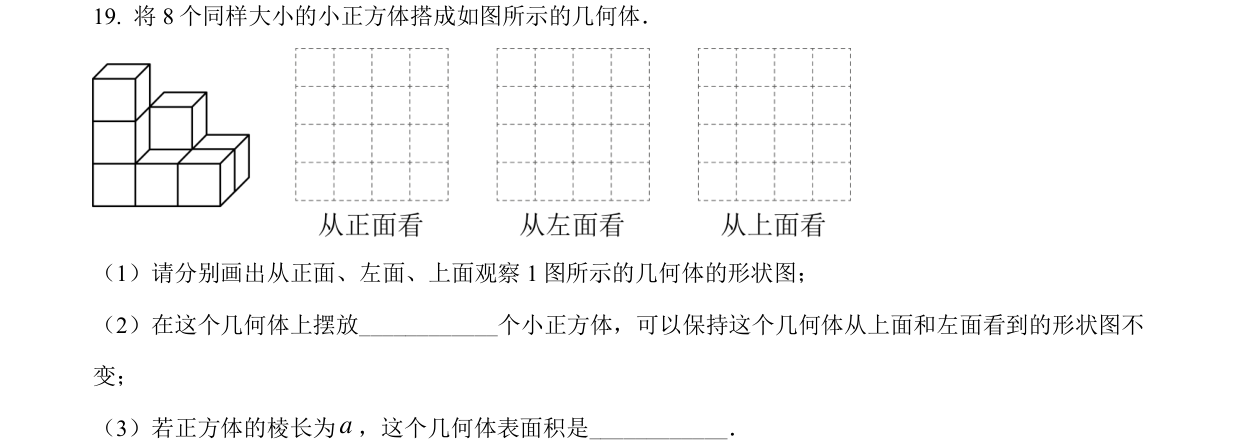 19. 将 8 个同样大小的小正方体搭成如图所示的几何体．
从正面看 从左面看 从上面看
（1）请分别画出从正面、左面、上面观察 1 图所示的几何体的形状图；
（2）在这个几何体上摆放____________个小正方体，可以保持这个几何体从上面和左面看到的形状图不
变；
（3）若正方体的棱长为a，这个几何体表面积是____________．